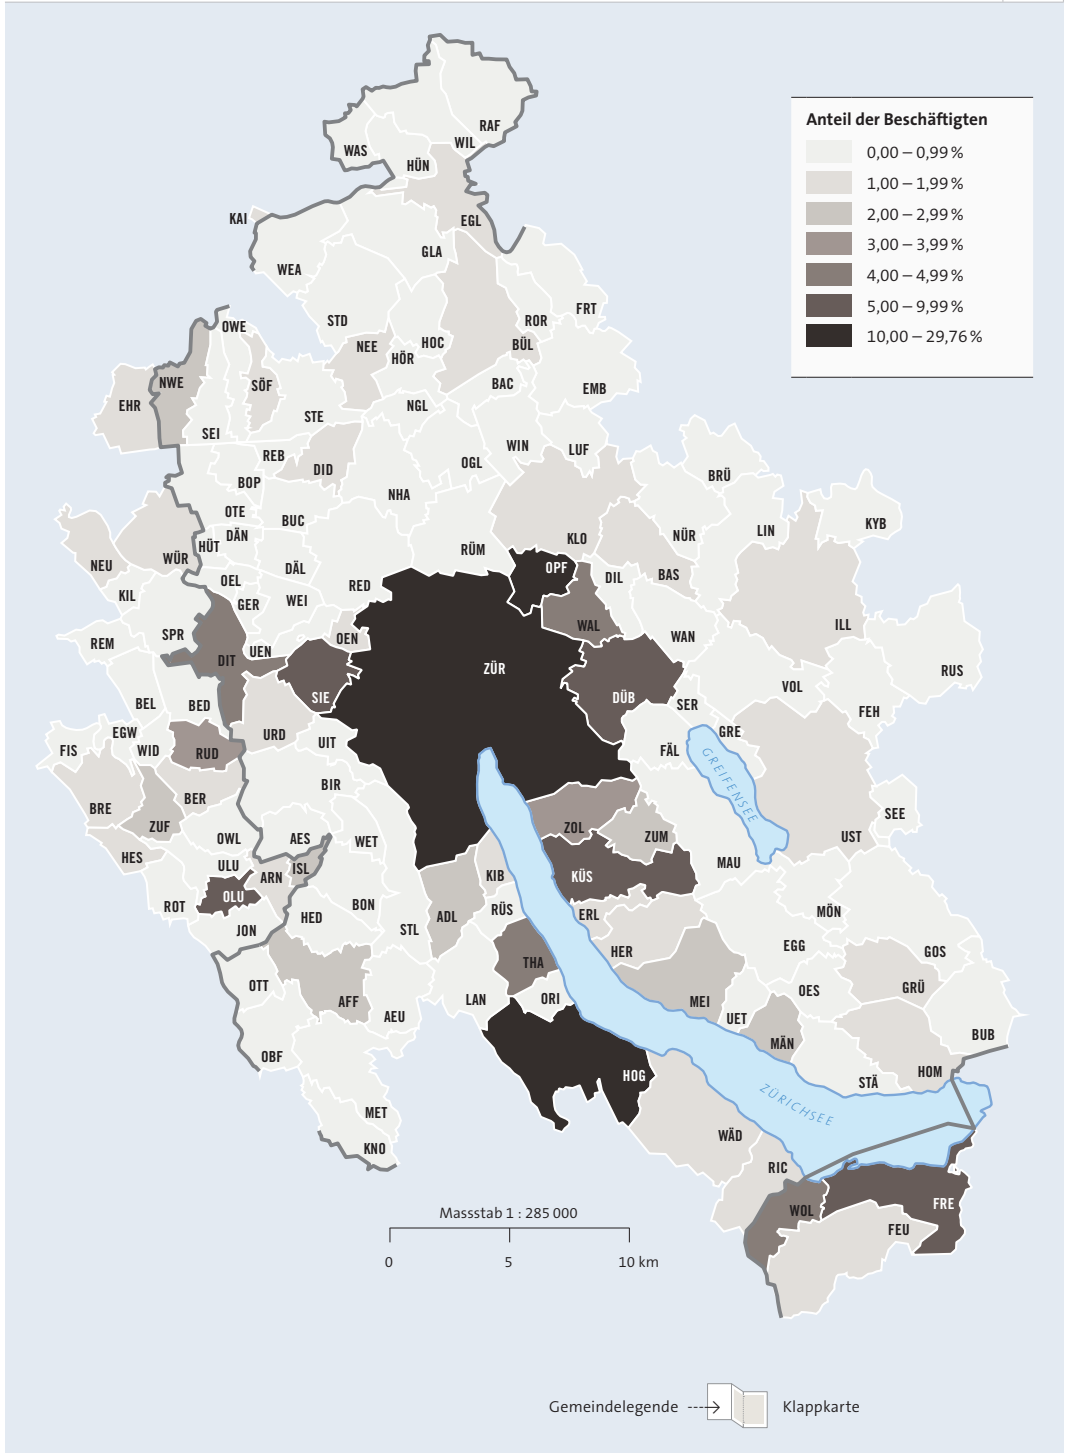 Anteil der Beschäftigten
0,00 – 0,99 %
1,00 – 1,99 %
2,00 – 2,99 %
3,00 – 3,99 %
4,00 – 4,99 %
5,00 – 9,99 %
10,00 – 29,76 %
RAF
WIL
WAS
HÜN
KAI
EGL
GLA
WEA
FRT
STD
ROR
OWE
HOC
BÜL
NEE
HÖR
NWE
SÖF
BAC
EMB
EHR
NGL
STE
SEI
WIN
LUF
REB
OGL
DID
BRÜ
BOP
NHA
OTE
BUC
KYB
LIN
DÄN
NÜR
KLO
HÜT
RÜM
WÜR
NEU
DÄL
OPF
BAS
DIL
OEL
RED
KIL
GER
WEI
WAL
ILL
SPR
OEN
WAN
REM
UEN
DIT
ZÜR
RUS
VOL
SIE
DÜB
BEL
BED
SER
FEH
EGW
URD
GRE
UIT
FIS
WID
RUD
FÄL
GREIFENSEE
BIR
BER
BRE
SEE
ZUF
ZOL
ZUM
UST
OWL
AES
WET
HES
MAU
ULU
ISL
ARN
KIB
KÜS
OLU
ROT
BON
RÜS
MÖN
HED
ADL
ERL
JON
STL
EGG
HER
GOS
THA
OTT
GRÜ
OES
AFF
LAN
ORI
MEI
AEU
UET
BUB
MÄN
OBF
HOM
HOG
STÄ
ZÜRICHSEE
MET
WÄD
KNO
RIC
FRE
WOL
FEU
Massstab 1 : 285 000
0 5 10 km
Gemeindelegende Klappkarte